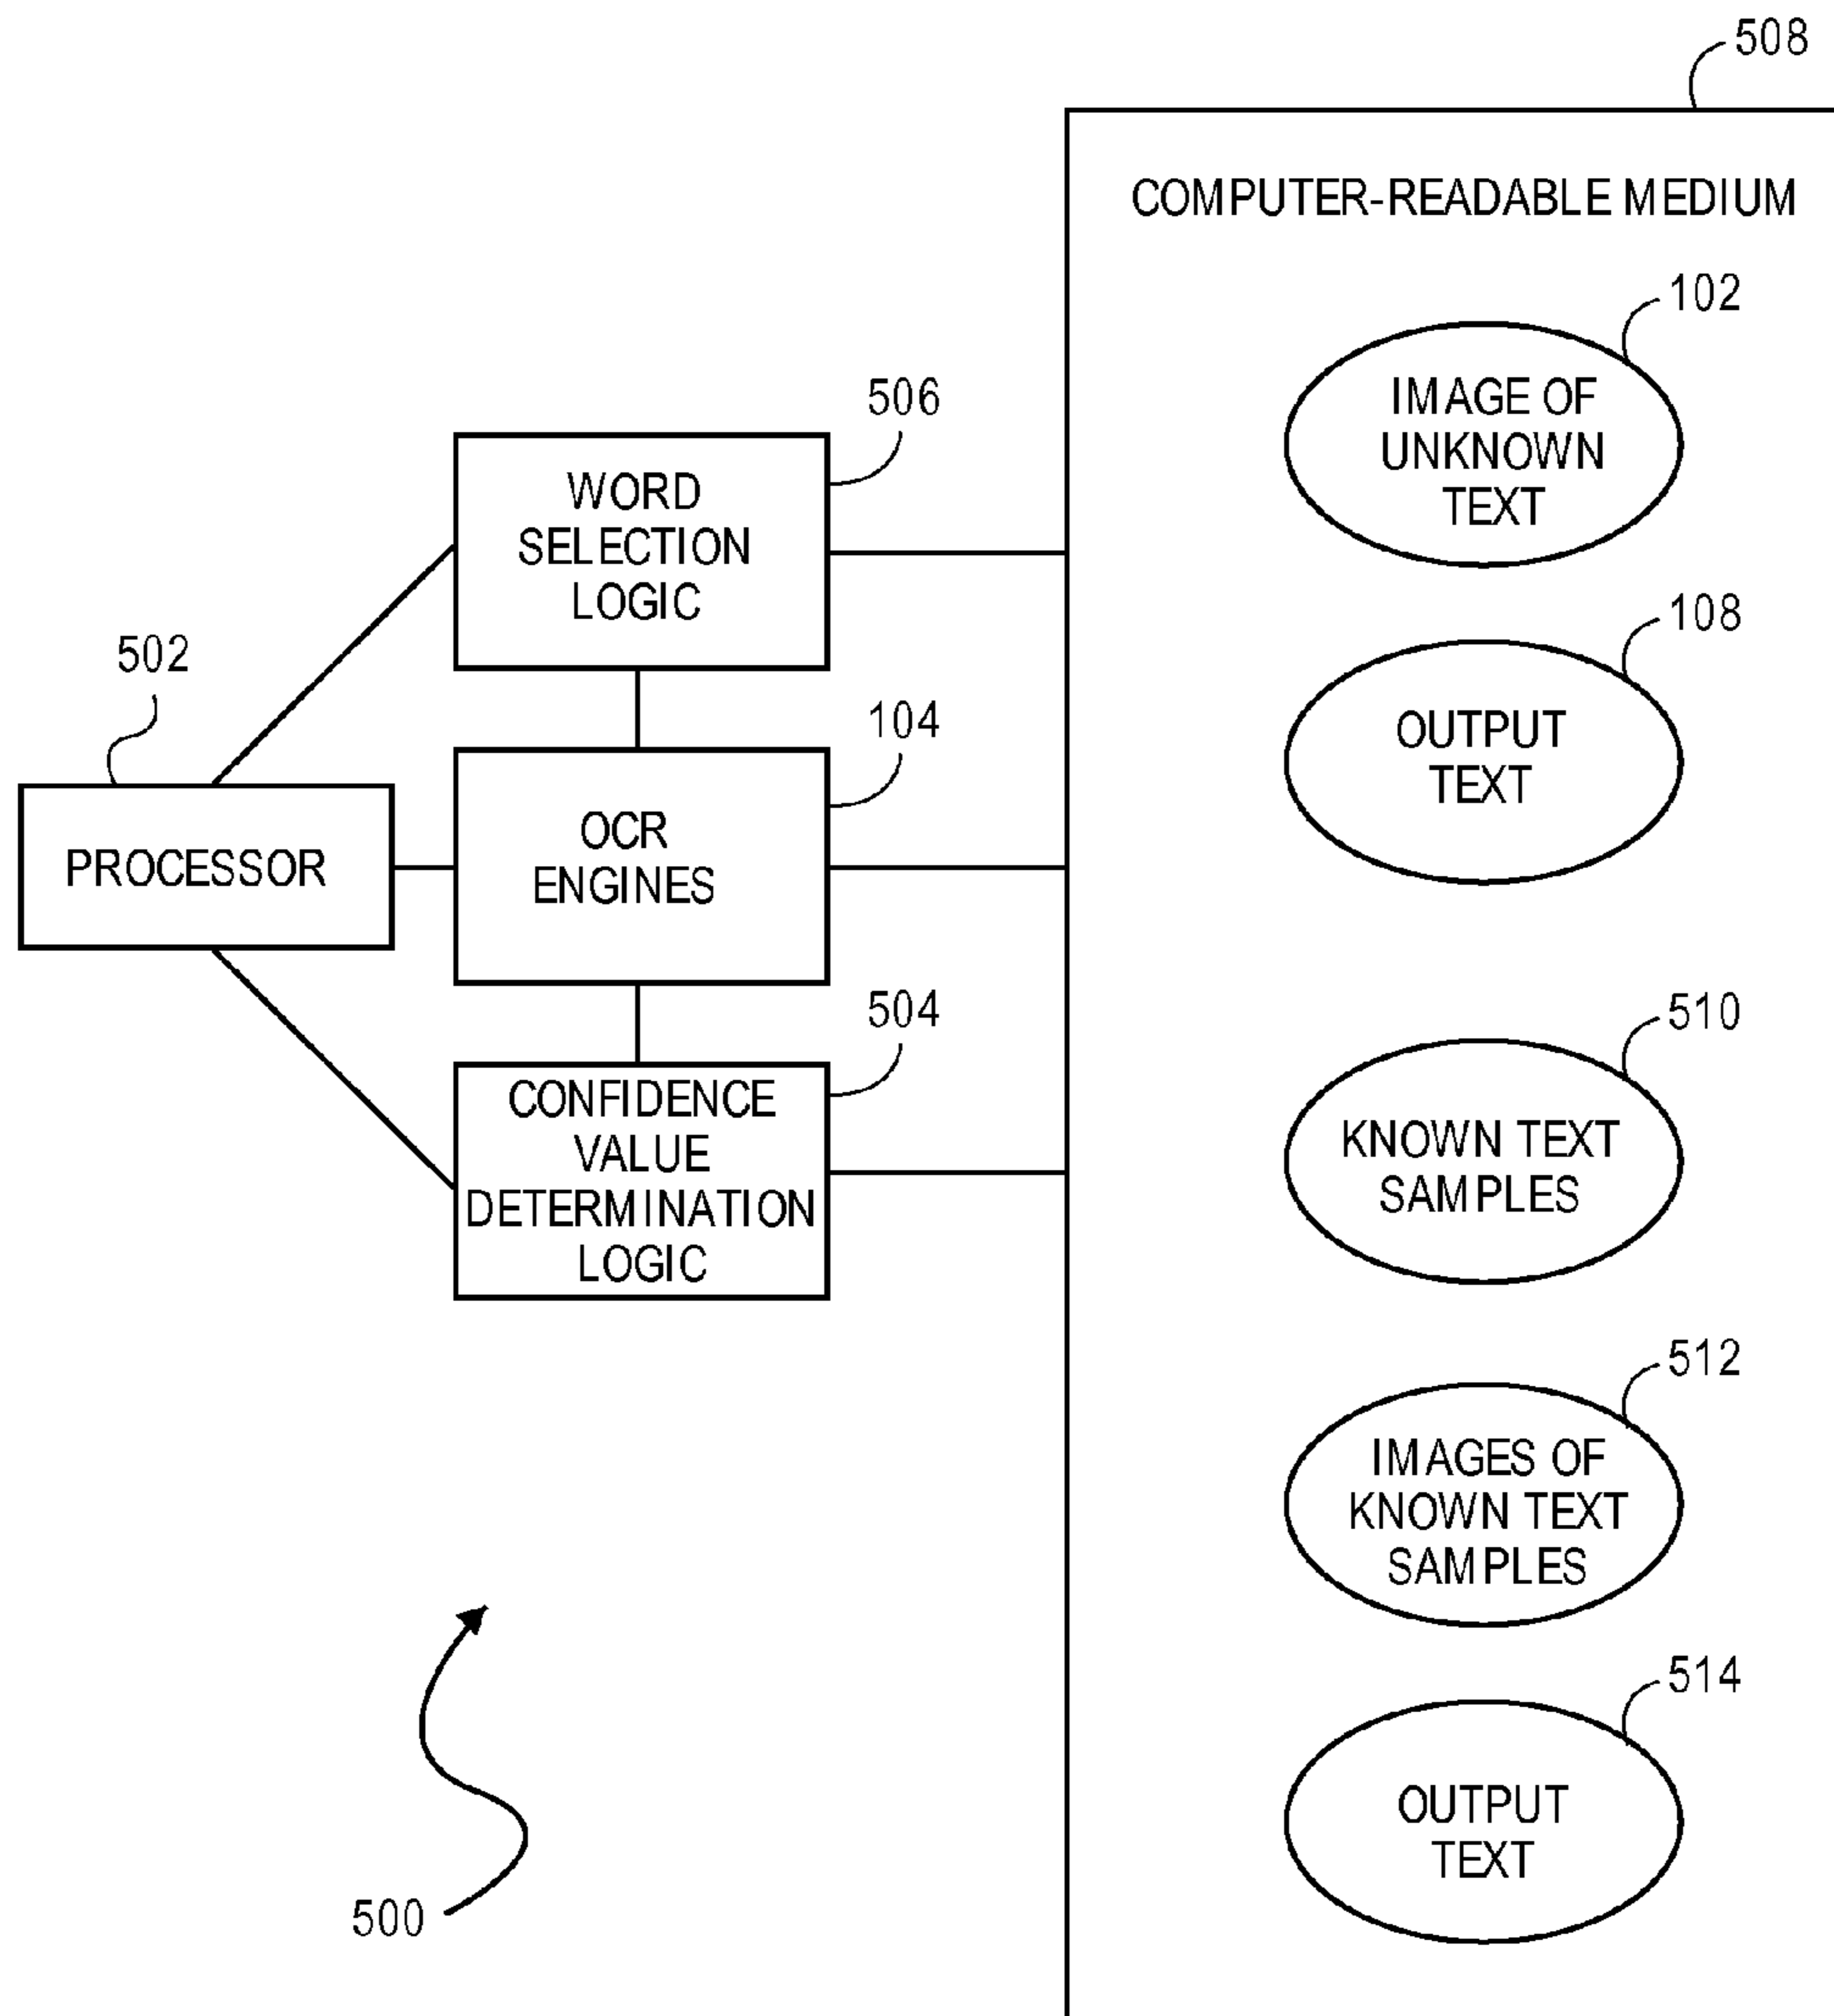 508
COMPUTER-READABLE MEDIUM
102
IMAGE OF
UNKNOWN
TEXT
506
WORD
SELECTION
LOGIC
108
OUTPUT
TEXT
502
PROCESSOR
104
OCR
ENGINES
504
CONFIDENCE
VALUE
DETERMINATION
LOGIC
510
KNOWN TEXT
SAMPLES
512
IMAGES OF
KNOWN TEXT
SAMPLES
514
OUTPUT
TEXT
500